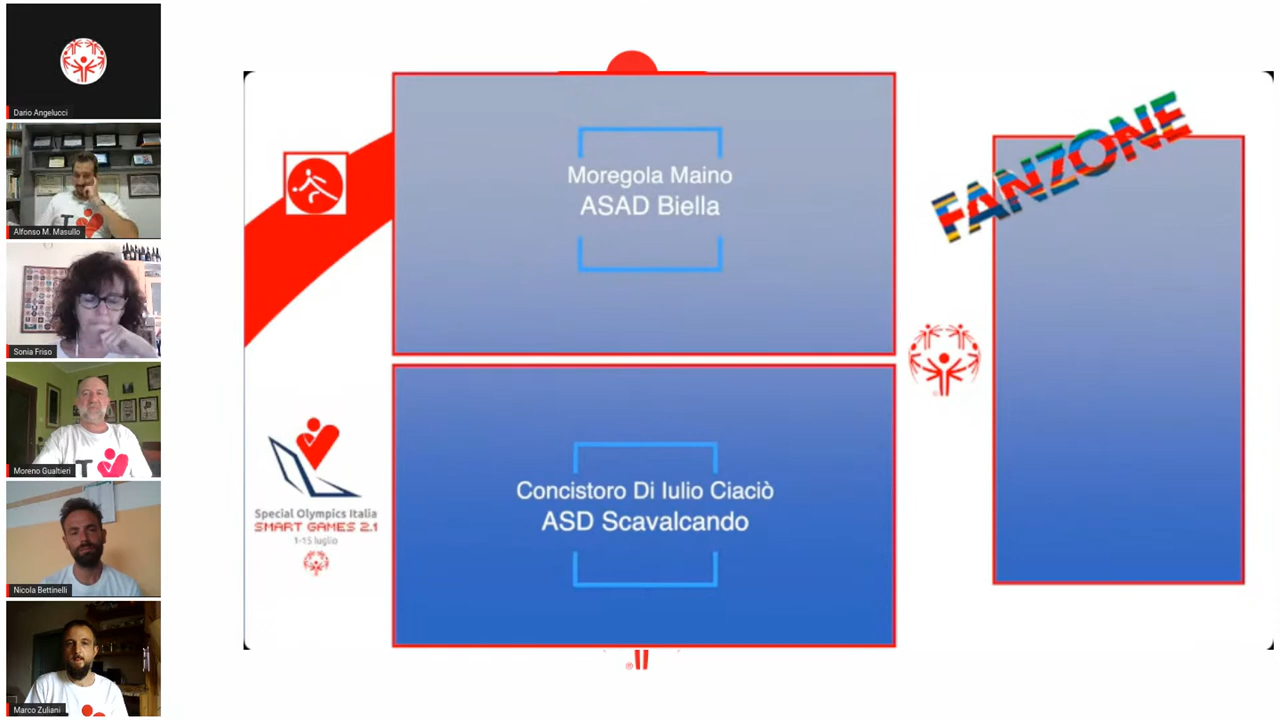 Dario Angelucci
Alfonso M. Masullo
Sonia Friso
Moreno Gualtieri
Nicola Bettinelli
Marco Zuliani
Moregola Maino
ASAD Biella
Concistoro Di Iulio Ciaciò
ASD Scavalcando
Special Olympics Italia
SMART GAMES 2.1
1-15 luglio
FANZONE